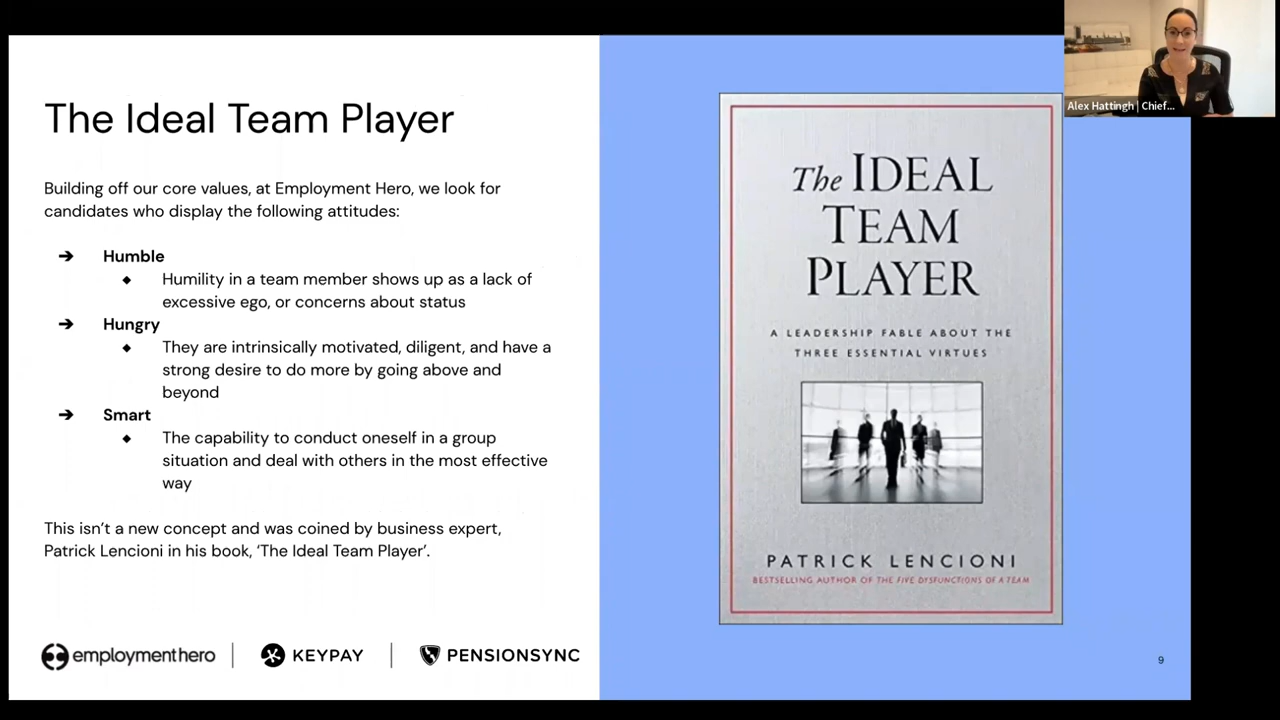 The Ideal Team Player
Building off our core values, at Employment Hero, we look for
candidates who display the following attitudes:
➔ Humble
◆ Humility in a team member shows up as a lack of
excessive ego, or concerns about status
➔ Hungry
◆ They are intrinsically motivated, diligent, and have a
strong desire to do more by going above and
beyond
➔ Smart
◆ The capability to conduct oneself in a group
situation and deal with others in the most effective
way
This isn’t a new concept and was coined by business expert,
Patrick Lencioni in his book, ‘The Ideal Team Player’.
employmenthero | KEYPAY | PENSIONSYNC
The IDEAL
TEAM
PLAYER
A LEADERSHIP FABLE ABOUT THE
THREE ESSENTIAL VIRTUES
PATRICK LENCIONI
BESTSELLING AUTHOR OF THE FIVE DYSFUNCTIONS OF A TEAM
Alex Hattingh | Chief...
9